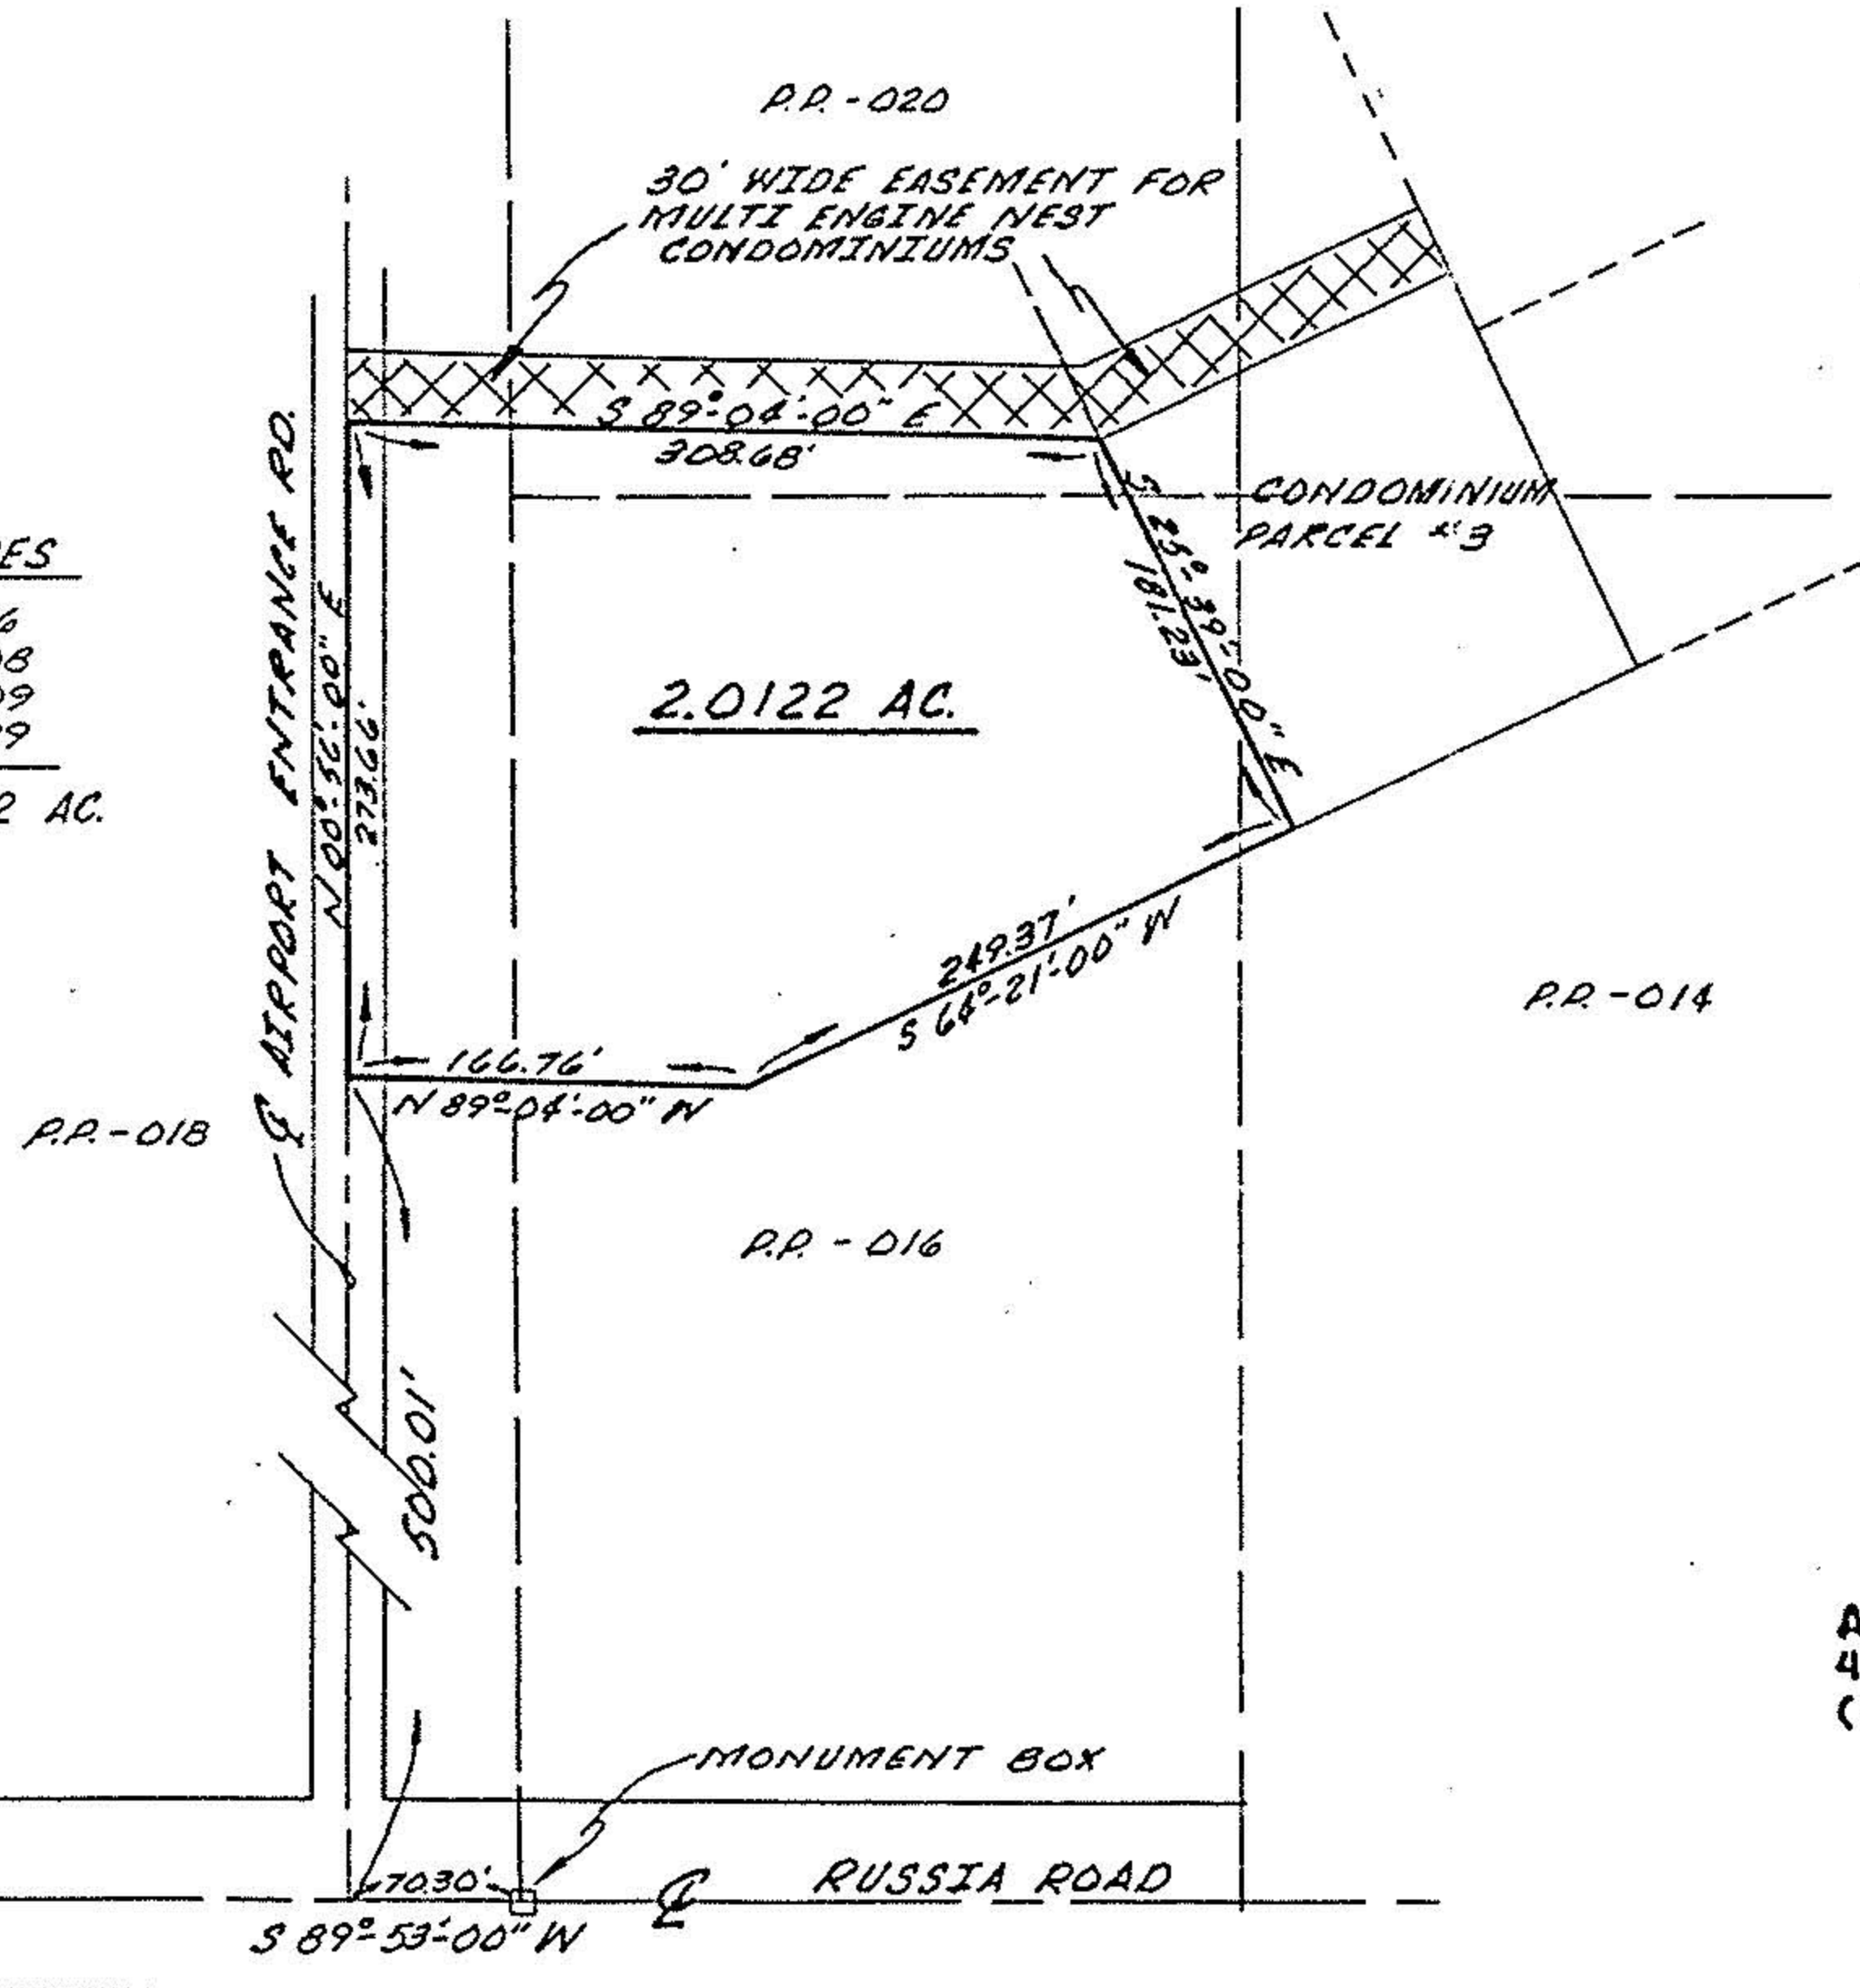 P.P.-020
30' WIDE EASEMENT FOR
MULTI ENGINE NEST
CONDOMINIUMS
S 89°-04'-00" E
308.68'
CONDOMINIUM
PARCEL #3
S 25°-39'-00" E
181.23'
AIRPORT ENTRANCE RD.
N 00°-56'-00" E
273.66'
2.0122 AC.
AC.
249.37'
S 64°-21'-00" W
P.P.-014
166.76'
N 89°-04'-00" W
P.P.-018
P.P.-016
500.01'
MONUMENT BOX
70.30'
℄ RUSSIA ROAD
S 89°-53'-00" W